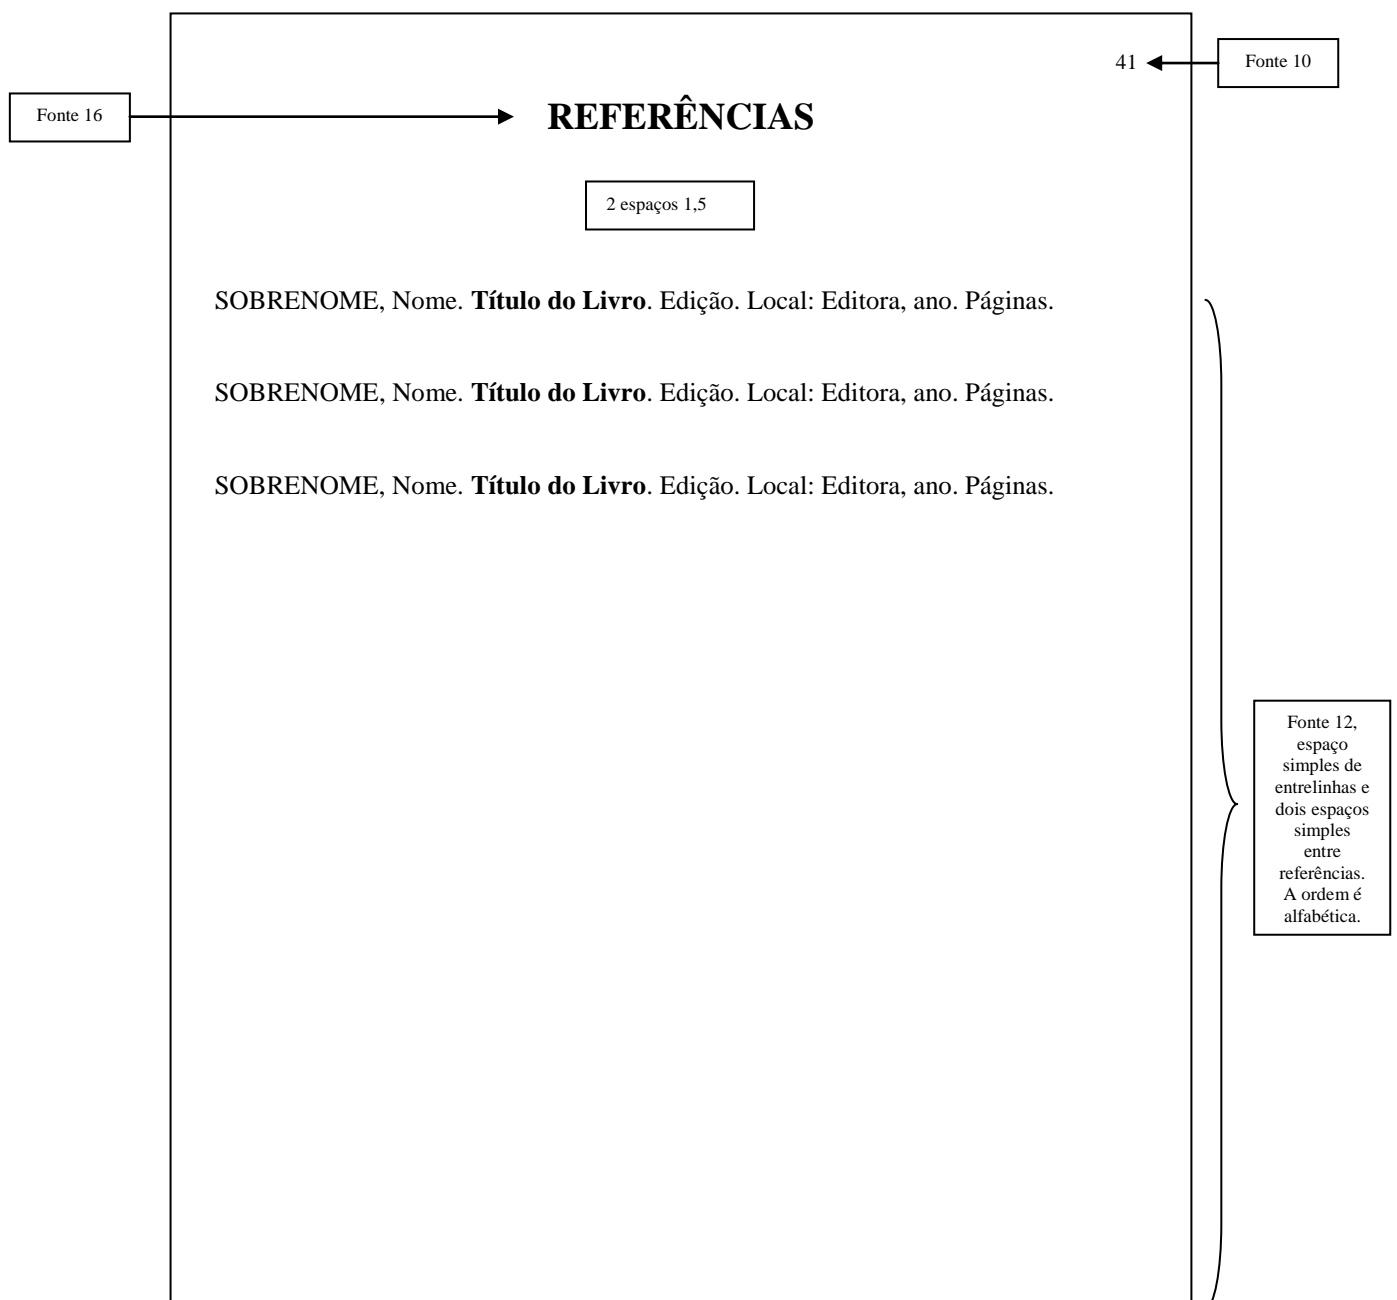 41
Fonte 10
Fonte 16
REFERÊNCIAS
2 espaços 1,5
SOBRENOME, Nome. Título do Livro. Edição. Local: Editora, ano. Páginas.
SOBRENOME, Nome. Título do Livro. Edição. Local: Editora, ano. Páginas.
SOBRENOME, Nome. Título do Livro. Edição. Local: Editora, ano. Páginas.
Fonte 12,
espaço
simples de
entrelinhas e
dois espaços
simples
entre
referências.
A ordem é
alfabética.